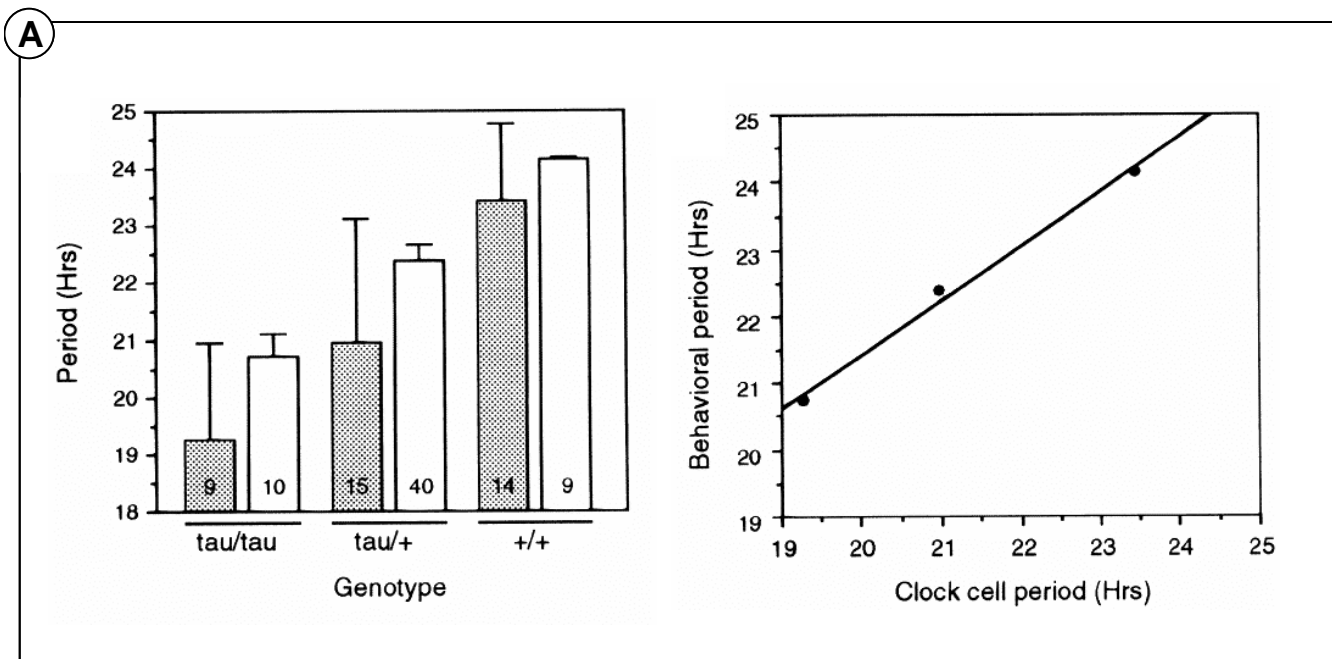 A
25
24
23
22
21
20
19
18
Period (Hrs)
9 10 15 40 14 9
tau/tau tau/+ +/+
Genotype
25
24
23
22
21
20
19
Behavioral period (Hrs)
19 20 21 22 23 24 25
Clock cell period (Hrs)